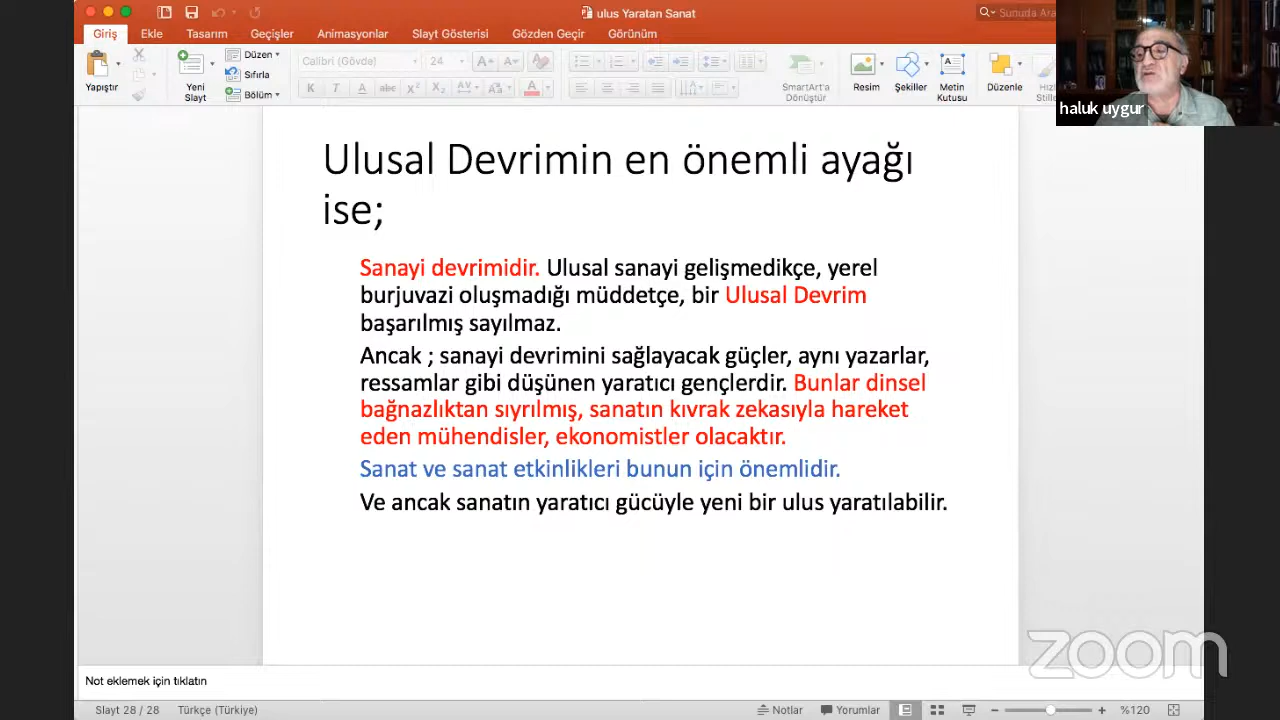 ulus Yaratan Sanat
Sunuda Ara
Giriş Ekle Tasarım Geçişler Animasyonlar Slayt Gösterisi Gözden Geçir Görünüm
Yapıştır
Yeni Slayt
Düzen
Sıfırla
Bölüm
Calibri (Gövde) 24
SmartArt'a Dönüştür
Resim
Şekiller
Metin Kutusu
Düzenle
haluk uygur
Ulusal Devrimin en önemli ayağı
ise;
Sanayi devrimidir. Ulusal sanayi gelişmedikçe, yerel
burjuvazi oluşmadığı müddetçe, bir Ulusal Devrim
başarılmış sayılmaz.
Ancak ; sanayi devrimini sağlayacak güçler, aynı yazarlar,
ressamlar gibi düşünen yaratıcı gençlerdir. Bunlar dinsel
bağnazlıktan sıyrılmış, sanatın kıvrak zekasıyla hareket
eden mühendisler, ekonomistler olacaktır.
Sanat ve sanat etkinlikleri bunun için önemlidir.
Ve ancak sanatın yaratıcı gücüyle yeni bir ulus yaratılabilir.
zoom
Not eklemek için tıklatın
Slayt 28 / 28 Türkçe (Türkiye) Notlar Yorumlar %120